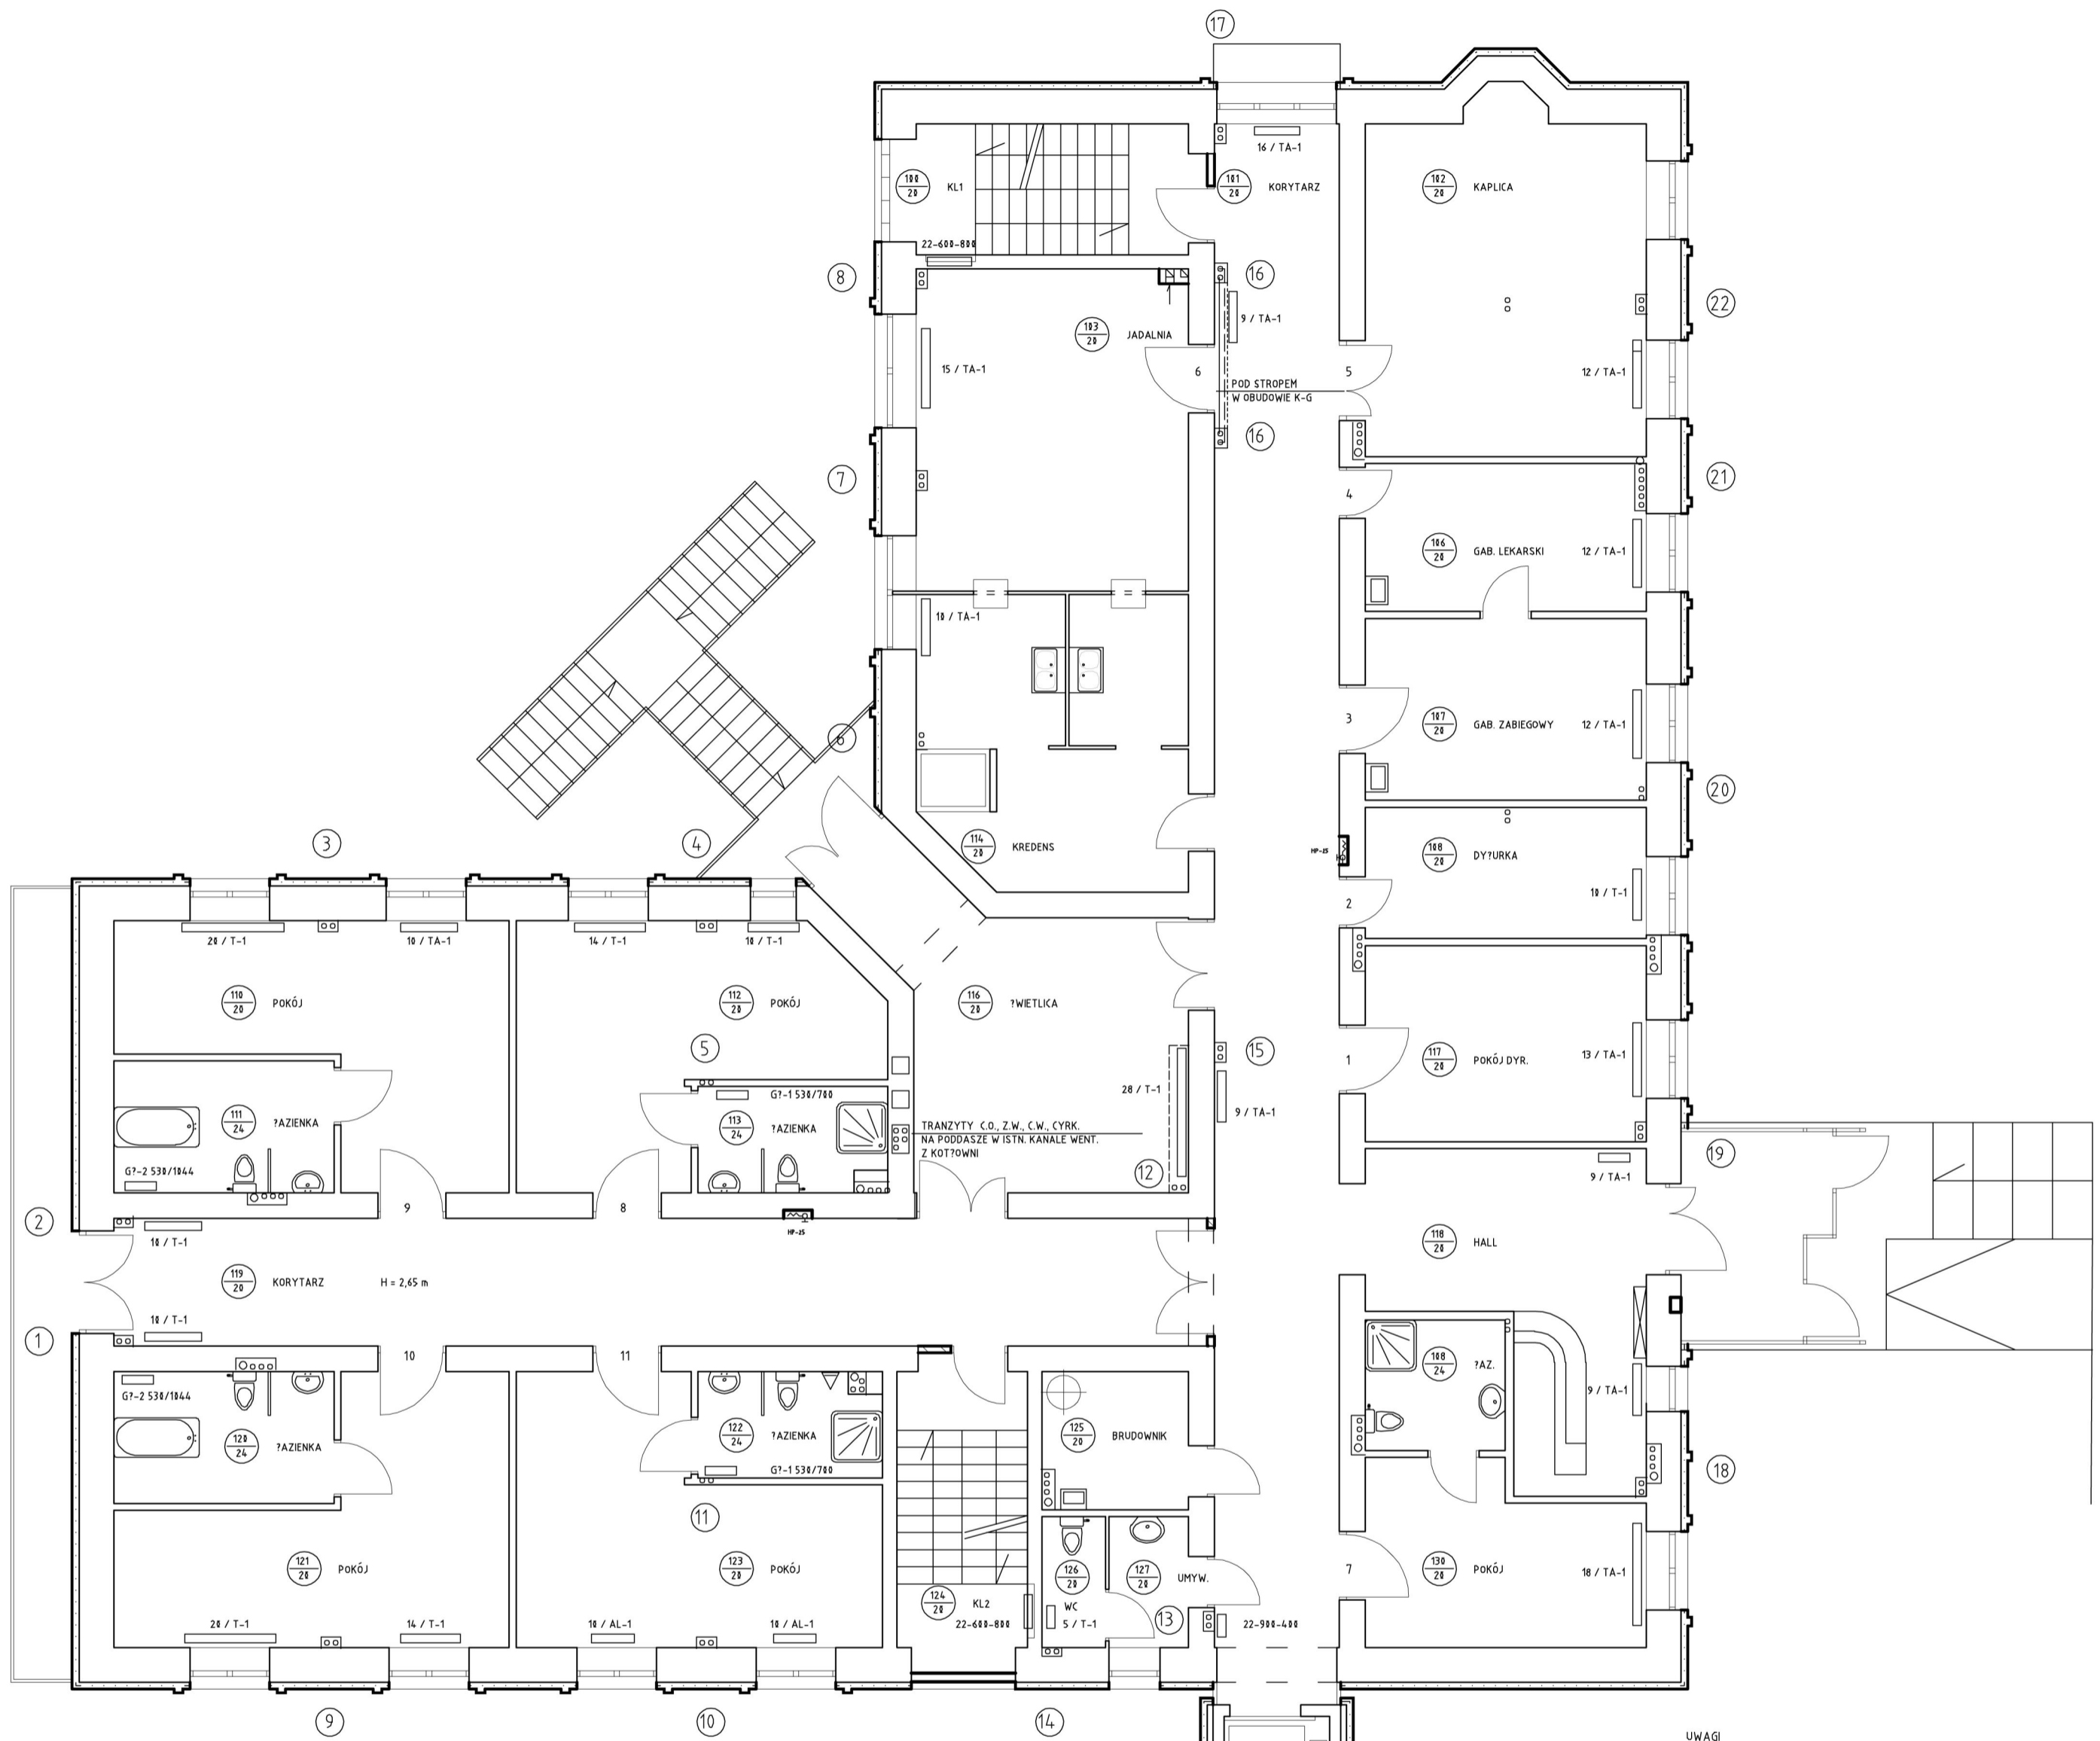 17
16 / TA-1
100
20
KL1
101
20
KORYTARZ
102
20
KAPLICA
22-600-800
8
16
22
103
20
JADALNIA
9 / TA-1
15 / TA-1
6
5
12 / TA-1
POD STROPEM
W OBUDOWIE K-G
16
7
4
21
106
20
GAB. LEKARSKI
12 / TA-1
10 / TA-1
3
107
20
GAB. ZABIEGOWY
12 / TA-1
6
20
3
4
114
20
KREDENS
HP-25
108
20
DY?URKA
10 / T-1
2
20 / T-1
10 / TA-1
14 / T-1
10 / T-1
110
20
POKÓJ
112
20
POKÓJ
116
20
?WIETLICA
5
15
1
117
20
POKÓJ DYR.
13 / TA-1
28 / T-1
G?-1 530/700
9 / TA-1
111
24
?AZIENKA
113
24
?AZIENKA
TRANZYTY C.O., Z.W., C.W., CYRK.
NA PODDASZE W ISTN. KANALE WENT.
Z KOT?OWNI
12
19
G?-2 530/1044
9 / TA-1
2
9
8
HP-25
10 / T-1
118
20
HALL
119
20
KORYTARZ
H = 2,65 m
10 / T-1
1
10
11
108
24
?AZ.
9 / TA-1
G?-2 530/1044
120
24
?AZIENKA
122
24
?AZIENKA
125
20
BRUDOWNIK
G?-1 530/700
18
11
121
20
POKÓJ
123
20
POKÓJ
126
20
127
20
UMYW.
7
130
20
POKÓJ
18 / TA-1
124
20
KL2
WC
13
20 / T-1
14 / T-1
10 / AL-1
10 / AL-1
22-600-800
5 / T-1
22-900-400
9
10
14
UWAGI